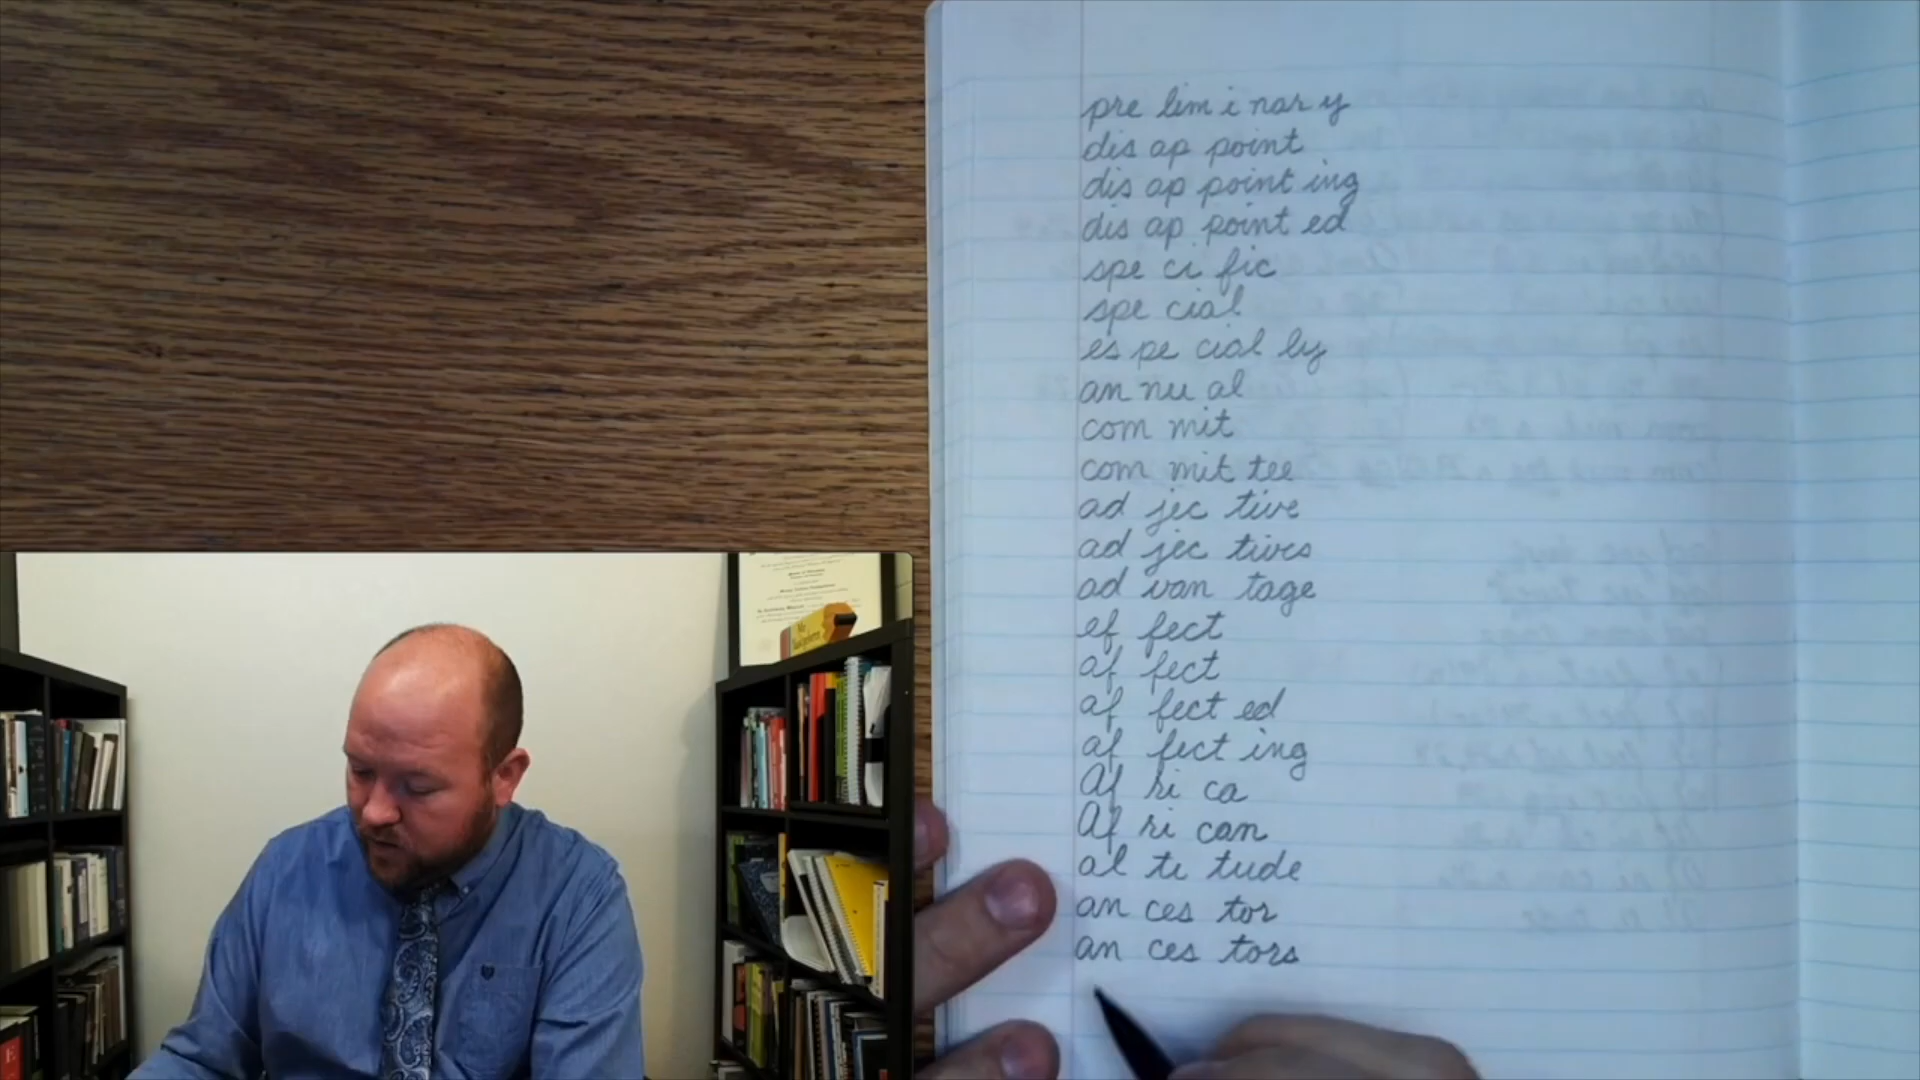 pre lim i nar y
dis ap point
dis ap point ing
dis ap point ed
spe ci fic
spe cial
es pe cial ly
an nu al
com mit
com mit tee
ad jec tive
ad jec tives
ad van tage
ef fect
af fect
af fect ed
af fect ing
Af ri ca
Af ri can
al ti tude
an ces tor
an ces tors